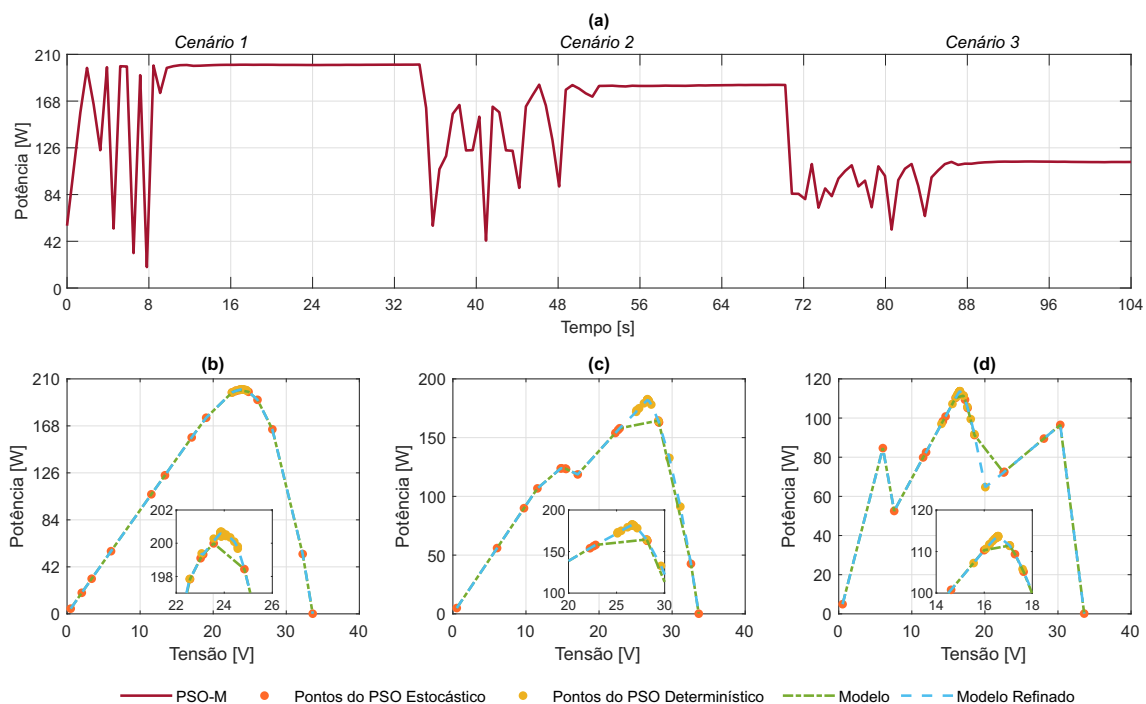 (a)
Cenário 1 Cenário 2 Cenário 3
Potência [W]
210
168
126
84
42
0
0 8 16 24 32 40 48 56 64 72 80 88 96 104
Tempo [s]
(b)
Potência [W]
210
168
126
84
42
0
0 10 20 30 40
Tensão [V]
202
200
198
22 24 26
(c)
Potência [W]
200
150
100
50
0
0 10 20 30 40
Tensão [V]
200
150
100
20 25 30
(d)
Potência [W]
120
100
80
60
40
20
0
0 10 20 30 40
Tensão [V]
120
110
100
14 16 18
PSO-M Pontos do PSO Estocástico Pontos do PSO Determinístico Modelo Modelo Refinado